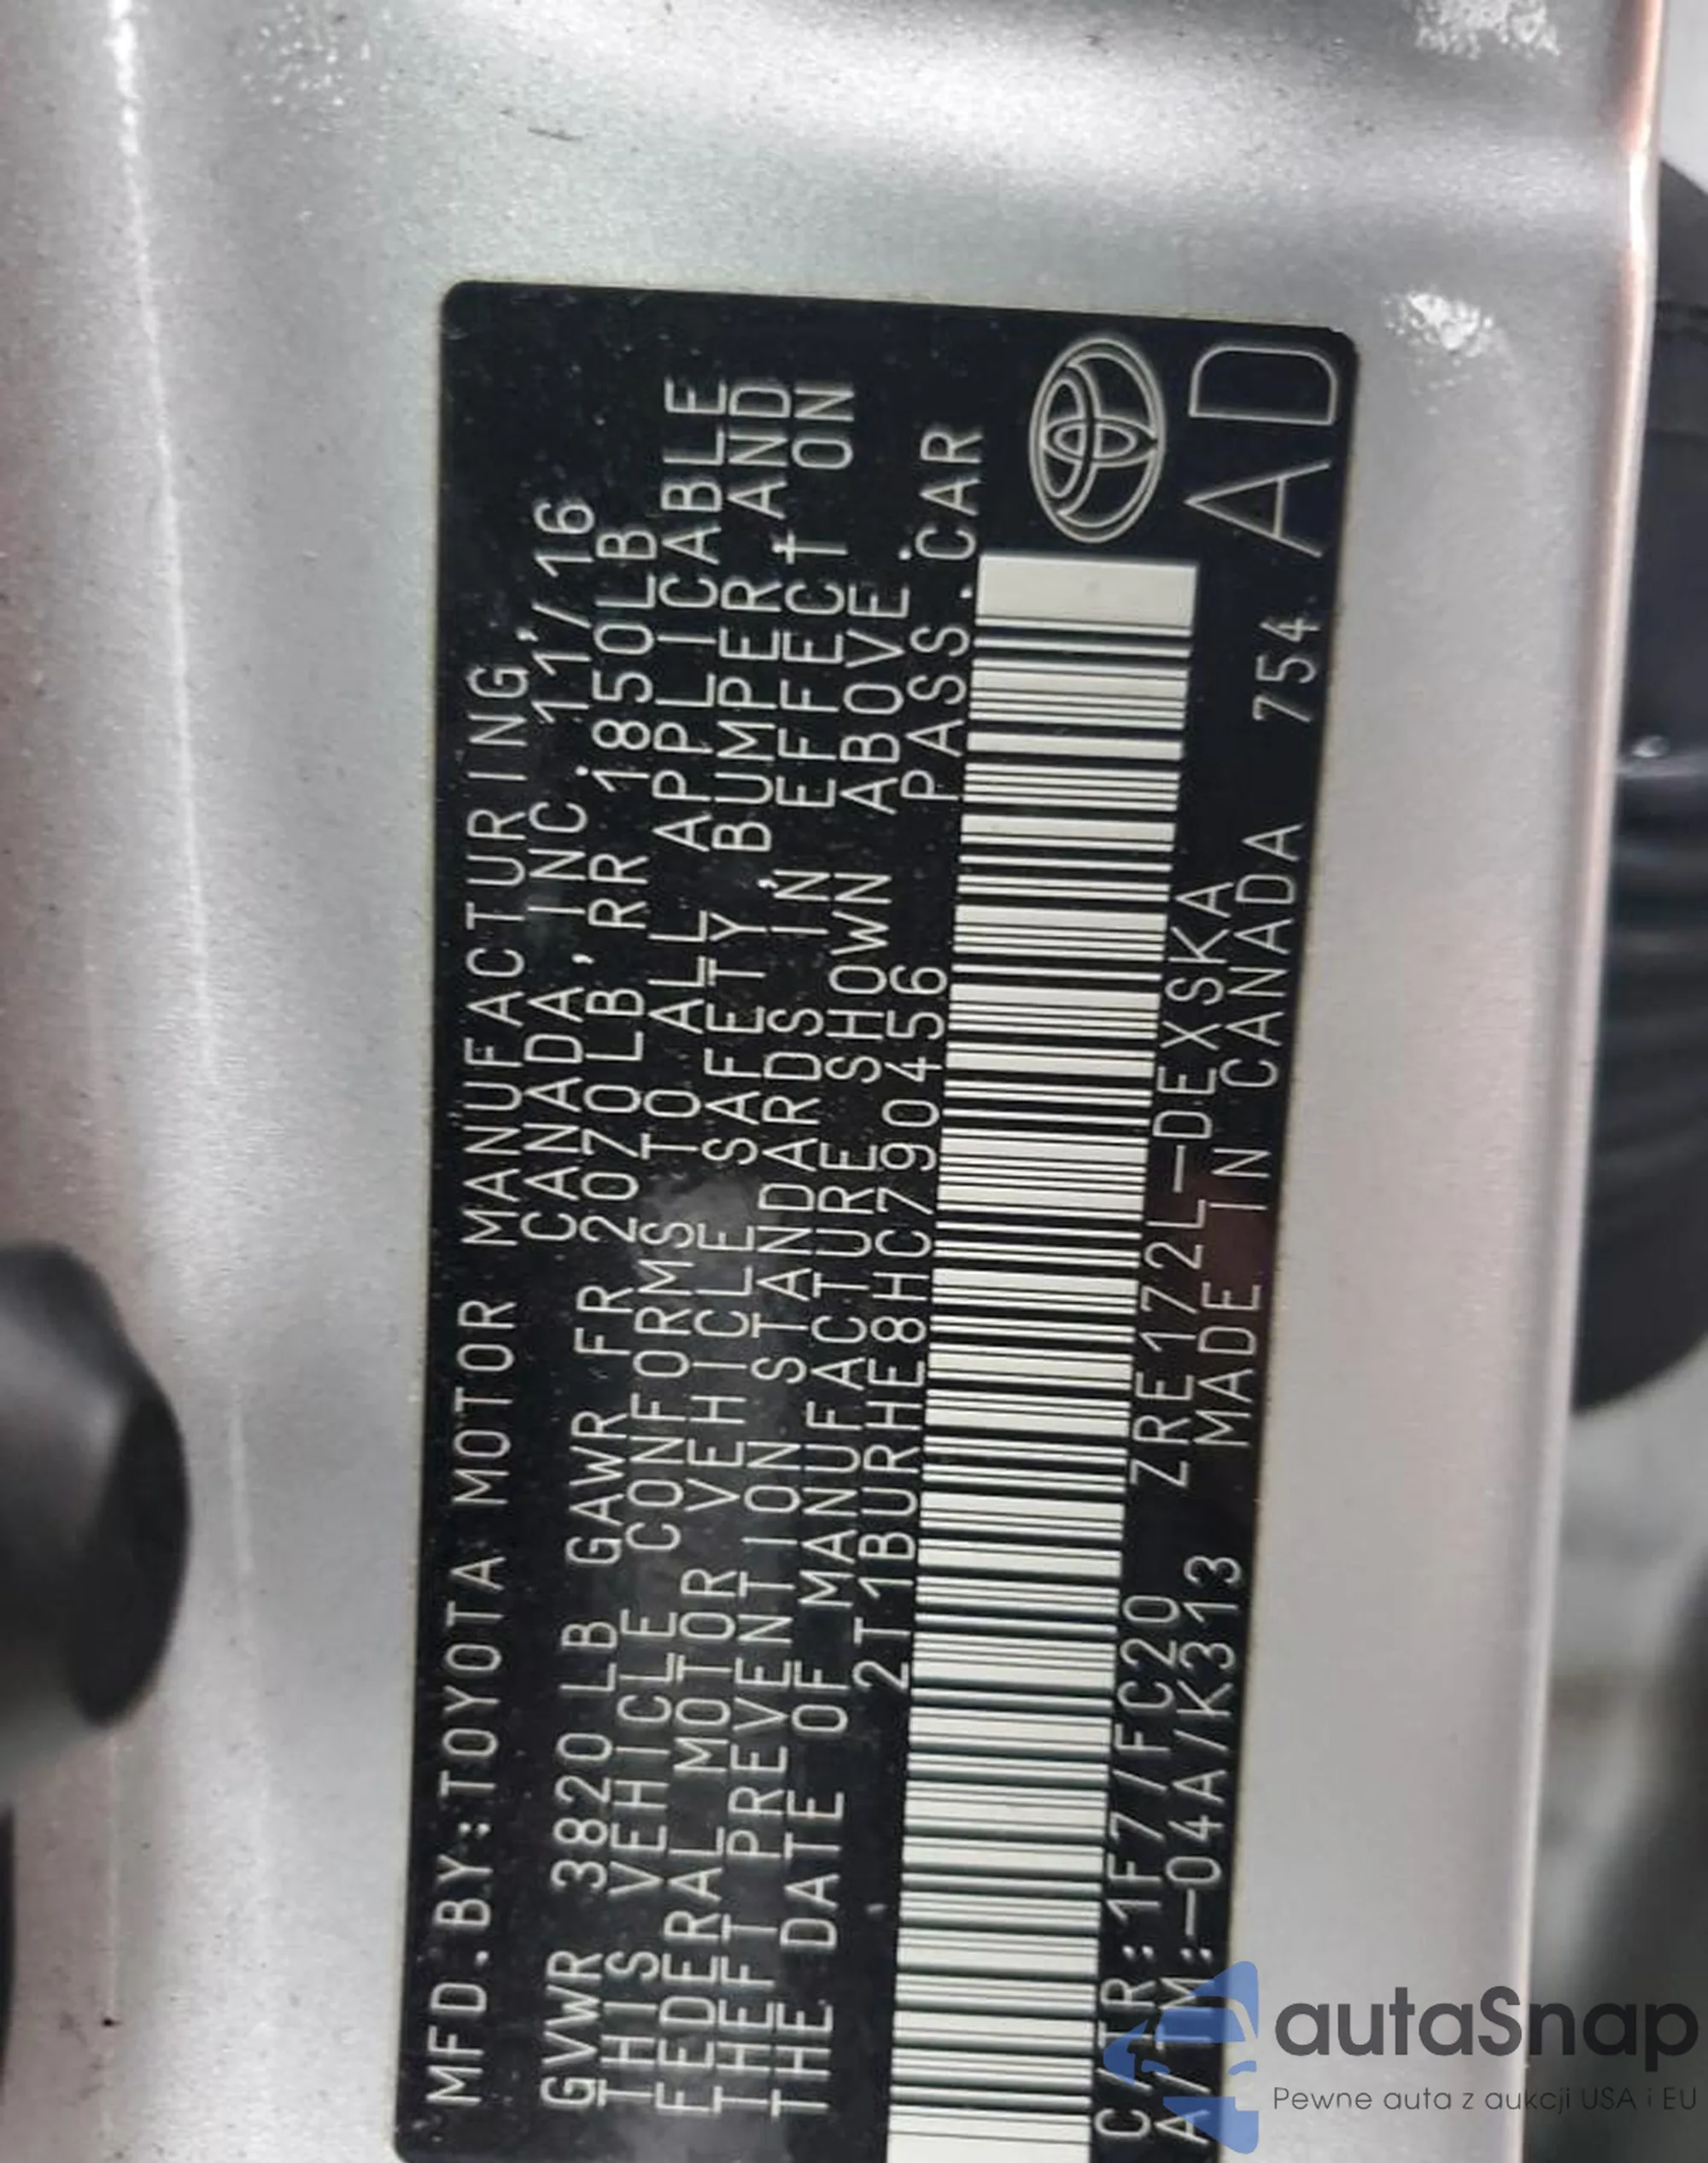 MFD.BY:TOYOTA MOTOR MANUFACTURING,
CANADA, INC. 11/16
GVWR 3820 LB GAWR FR 2070LB, RR 1850LB
THIS VEHICLE CONFORMS TO ALL APPLICABLE
FEDERAL MOTOR VEHICLE SAFETY, BUMPER, AND
THEFT PREVENTION STANDARDS IN EFFECT ON
THE DATE OF MANUFACTURE SHOWN ABOVE.
2T1BURHE8HC790456 PASS.CAR
C/TR:1F7/FC20 ZRE172L-DEXSKA
A/TM:-04A/K313 MADE IN CANADA 754
AD
autaSnap
Pewne auta z aukcji USA i EU